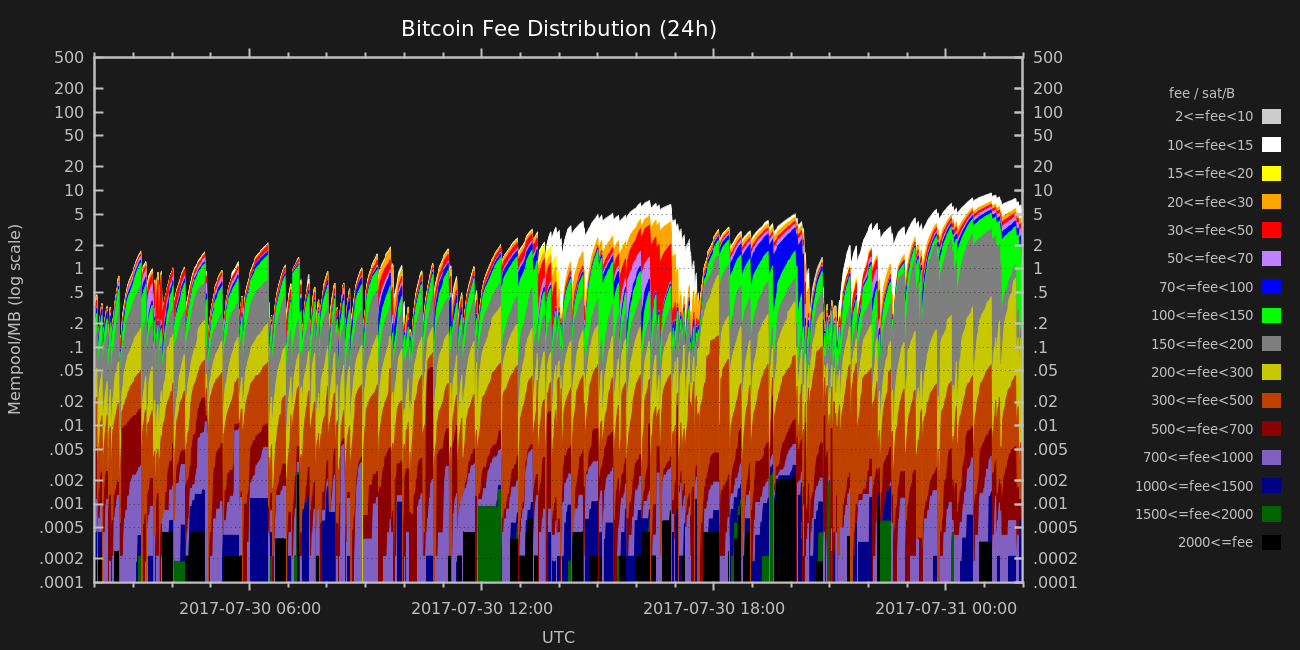 Bitcoin Fee Distribution (24h)
Mempool/MB (log scale)
500
200
100
50
20
10
5
2
1
.5
.2
.1
.05
.02
.01
.005
.002
.001
.0005
.0002
.0001
500
200
100
50
20
10
5
2
1
.5
.2
.1
.05
.02
.01
.005
.002
.001
.0005
.0002
.0001
2017-07-30 06:00
2017-07-30 12:00
2017-07-30 18:00
2017-07-31 00:00
UTC
fee / sat/B
2<=fee<10
10<=fee<15
15<=fee<20
20<=fee<30
30<=fee<50
50<=fee<70
70<=fee<100
100<=fee<150
150<=fee<200
200<=fee<300
300<=fee<500
500<=fee<700
700<=fee<1000
1000<=fee<1500
1500<=fee<2000
2000<=fee